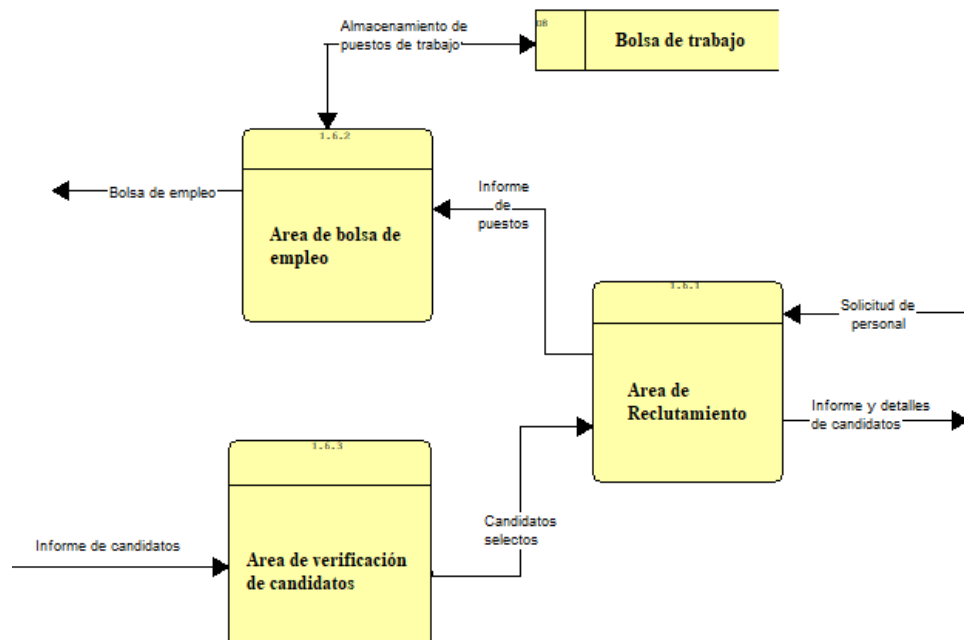 Almacenamiento de
puestos de trabajo
08
Bolsa de trabajo
1.6.2
Bolsa de empleo
Area de bolsa de
empleo
Informe
de
puestos
1.6.1
Solicitud de
personal
Area de
Reclutamiento
Informe y detalles
de candidatos
1.6.3
Informe de candidatos
Area de verificación
de candidatos
Candidatos
selectos